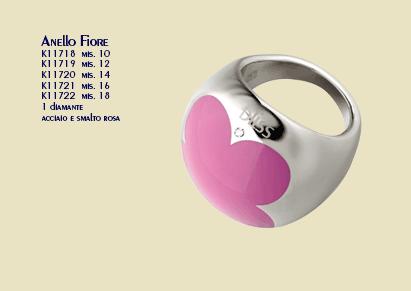 Anello Fiore
K11718 mis. 10
K11719 mis. 12
K11720 mis. 14
K11721 mis. 16
K11722 mis. 18
1 diamante
acciaio e smalto rosa
BLISS